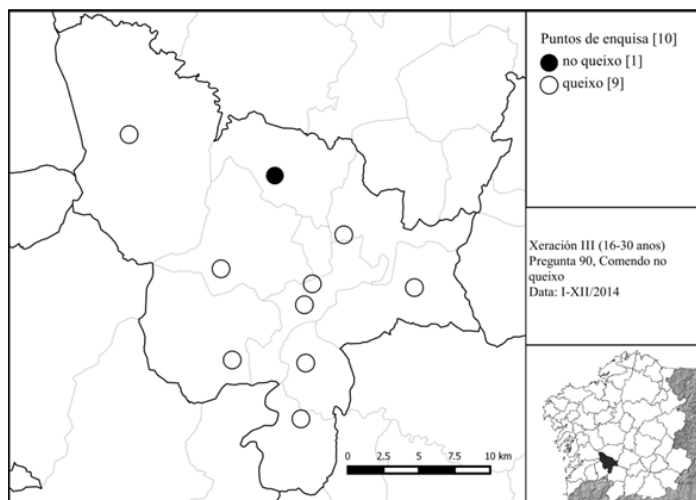 Puntos de enquisa [10]
no queixo [1]
queixo [9]
Xeración III (16-30 anos)
Pregunta 90, Comendo no
queixo
Data: I-XII/2014
0 2.5 5 7.5 10 km